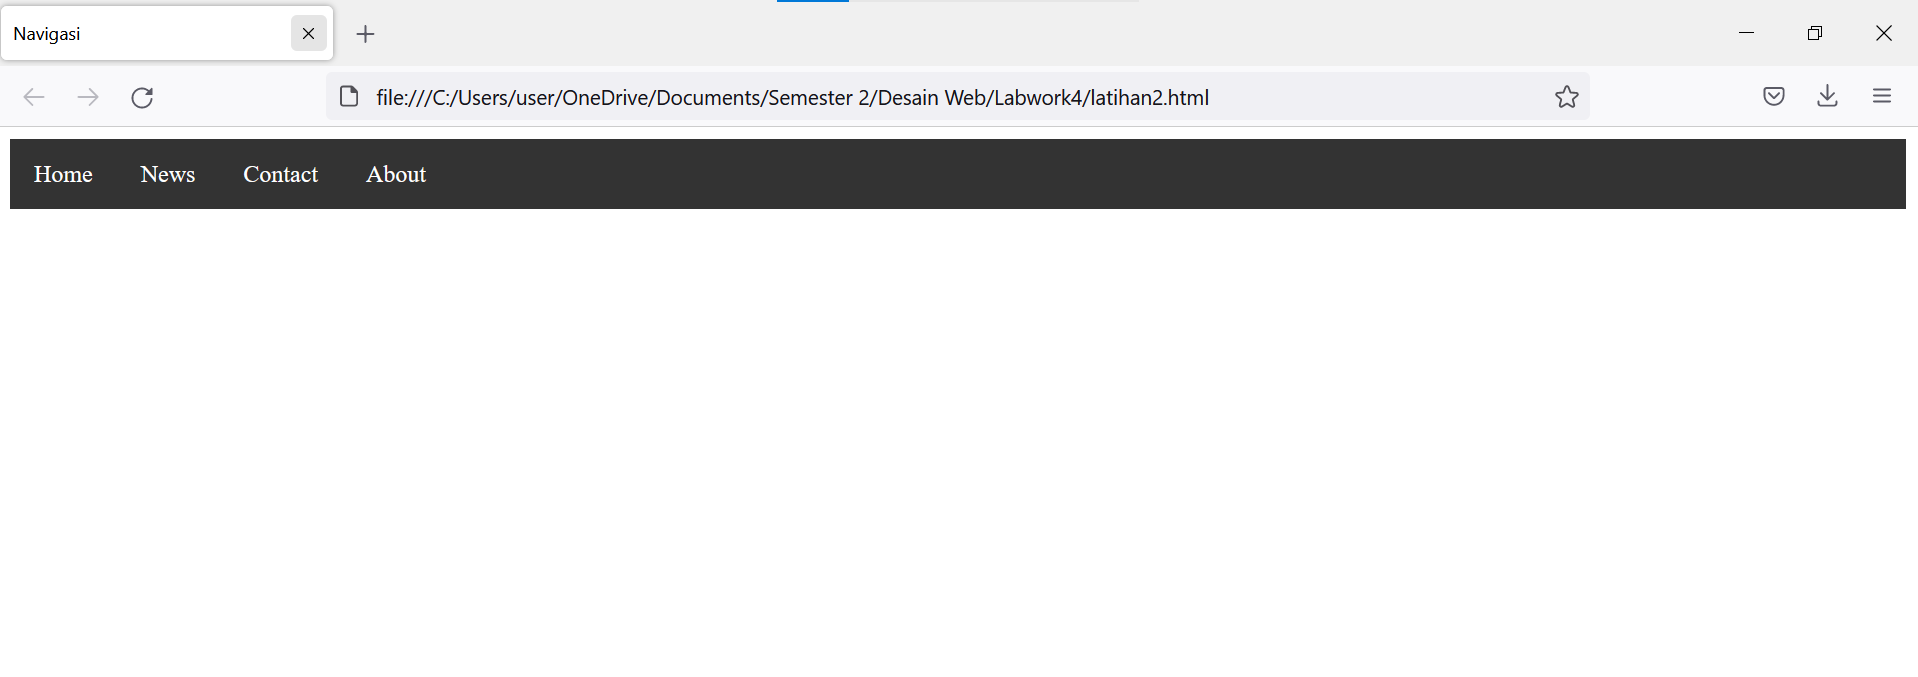 Navigasi
file:///C:/Users/user/OneDrive/Documents/Semester 2/Desain Web/Labwork4/latihan2.html
Home News Contact About